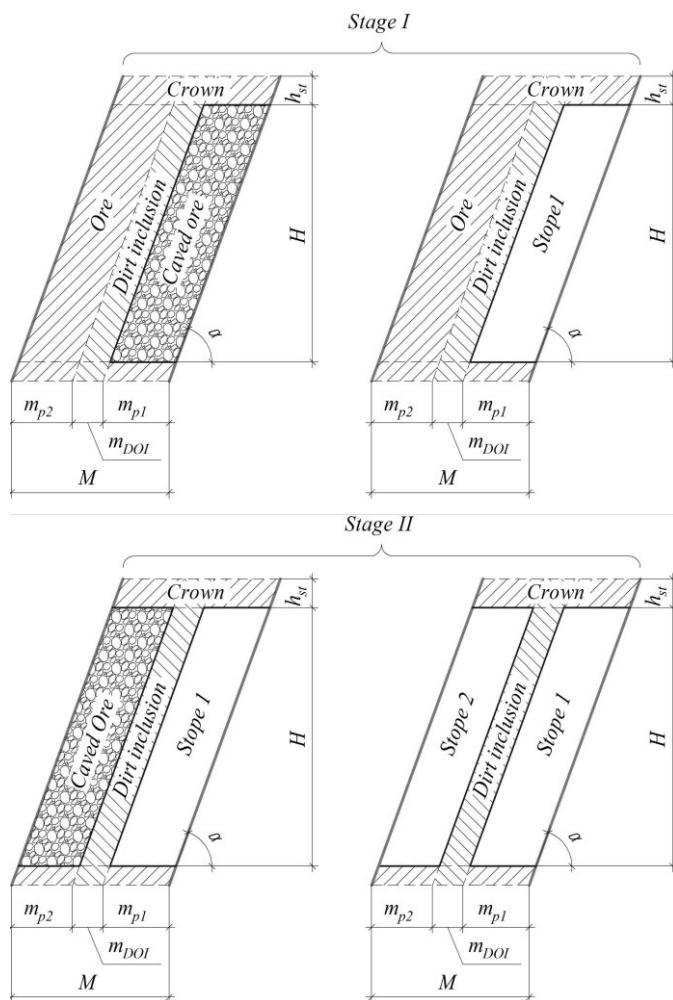 Stage I
Crown
h_st
Ore
Dirt inclusion
Caved ore
H
α
m_p2
m_p1
m_DOI
M
Crown
h_st
Ore
Dirt inclusion
Stope1
H
α
m_p2
m_p1
m_DOI
M
Stage II
Crown
h_st
Caved Ore
Dirt inclusion
Stope 1
H
α
m_p2
m_p1
m_DOI
M
Crown
h_st
Stope 2
Dirt inclusion
Stope 1
H
α
m_p2
m_p1
m_DOI
M